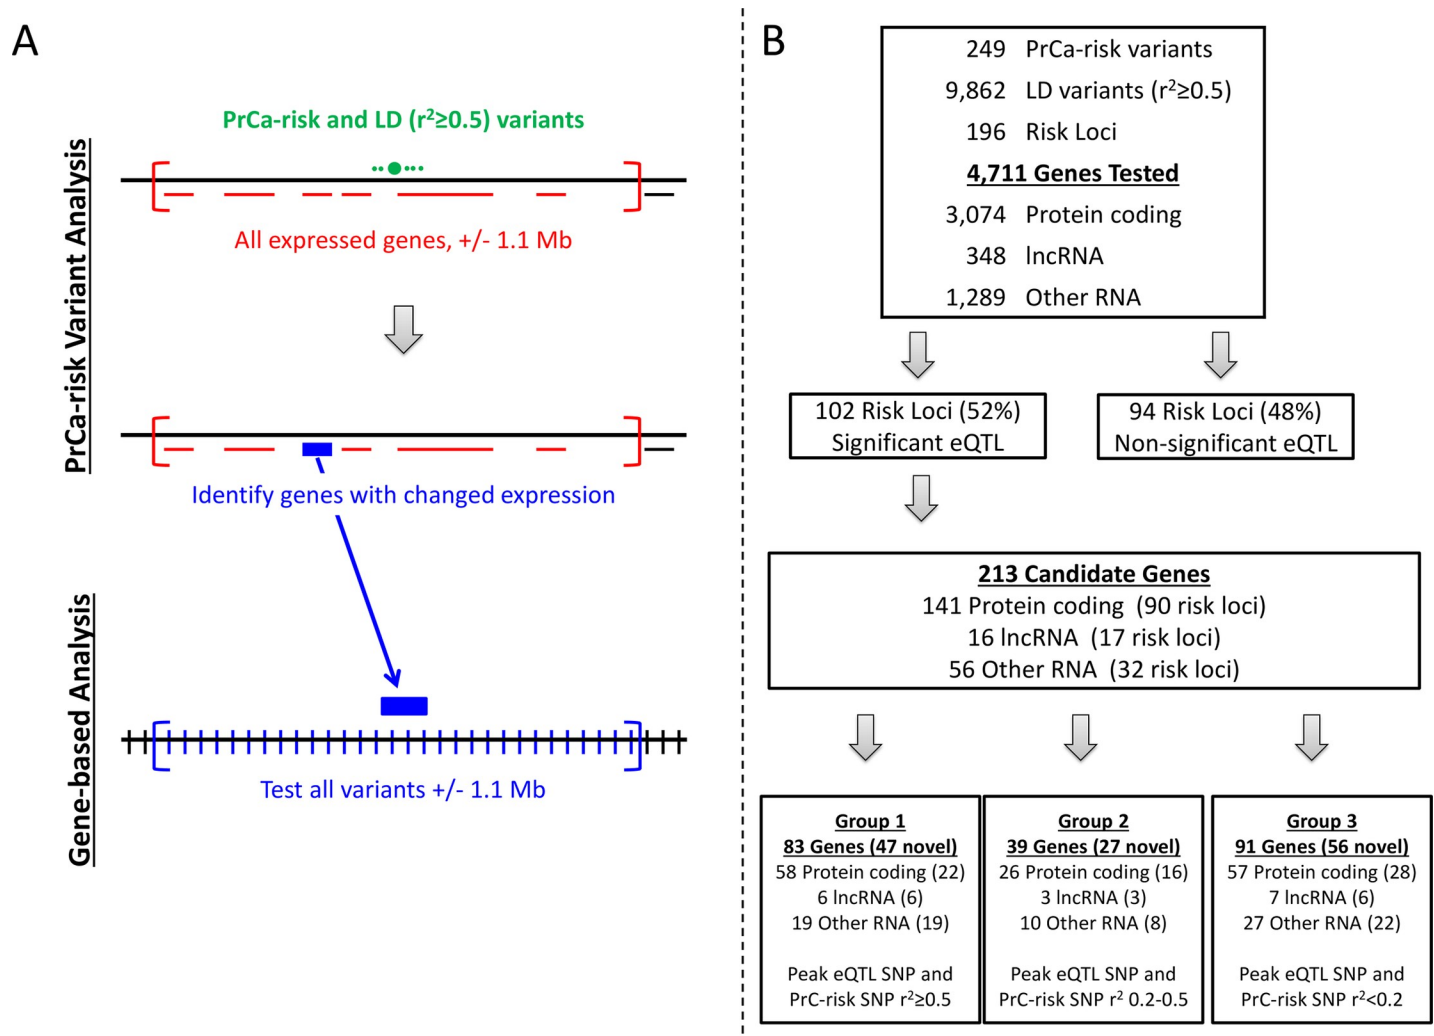 A
PrCa-risk Variant Analysis
PrCa-risk and LD (r²≥0.5) variants
All expressed genes, +/- 1.1 Mb
Identify genes with changed expression
Gene-based Analysis
Test all variants +/- 1.1 Mb
B
249 PrCa-risk variants
9,862 LD variants (r²≥0.5)
196 Risk Loci
4,711 Genes Tested
3,074 Protein coding
348 lncRNA
1,289 Other RNA
102 Risk Loci (52%)
Significant eQTL
94 Risk Loci (48%)
Non-significant eQTL
213 Candidate Genes
141 Protein coding (90 risk loci)
16 lncRNA (17 risk loci)
56 Other RNA (32 risk loci)
Group 1
83 Genes (47 novel)
58 Protein coding (22)
6 lncRNA (6)
19 Other RNA (19)
Peak eQTL SNP and
PrC-risk SNP r²≥0.5
Group 2
39 Genes (27 novel)
26 Protein coding (16)
3 lncRNA (3)
10 Other RNA (8)
Peak eQTL SNP and
PrC-risk SNP r² 0.2-0.5
Group 3
91 Genes (56 novel)
57 Protein coding (28)
7 lncRNA (6)
27 Other RNA (22)
Peak eQTL SNP and
PrC-risk SNP r²<0.2